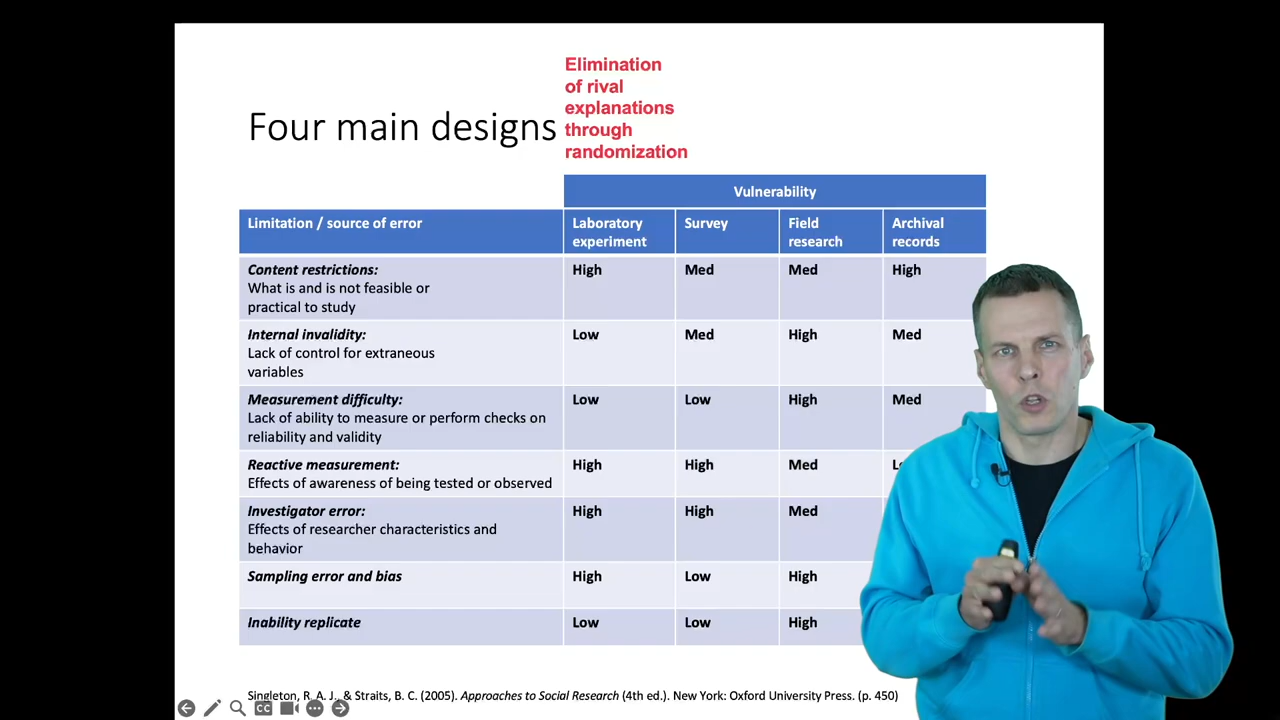 Elimination
of rival
explanations
through
randomization
Four main designs
Vulnerability
Limitation / source of error
Laboratory
experiment
Survey
Field
research
Archival
records
Content restrictions:
What is and is not feasible or
practical to study
High
Med
Med
High
Internal invalidity:
Lack of control for extraneous
variables
Low
Med
High
Med
Measurement difficulty:
Lack of ability to measure or perform checks on
reliability and validity
Low
Low
High
Med
Reactive measurement:
Effects of awareness of being tested or observed
High
High
Med
Investigator error:
Effects of researcher characteristics and
behavior
High
High
Med
Sampling error and bias
High
Low
High
Inability replicate
Low
Low
High
Singleton, R. A. J., & Straits, B. C. (2005). Approaches to Social Research (4th ed.). New York: Oxford University Press. (p. 450)
CC